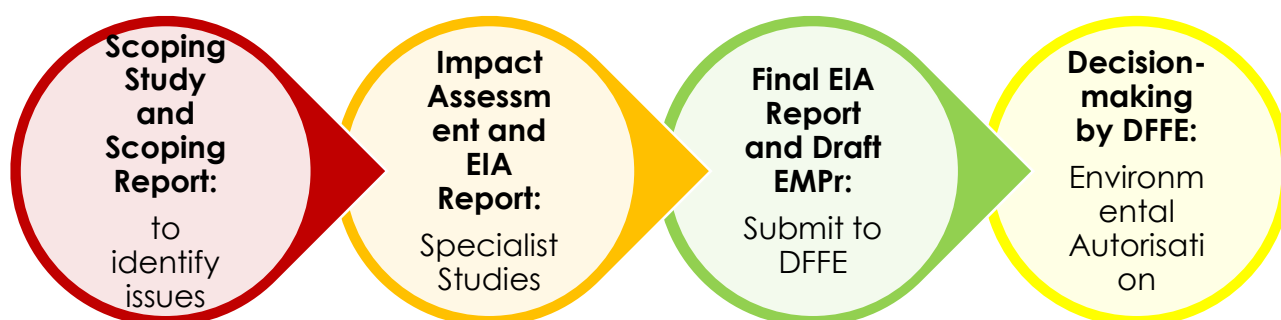 Scoping
Study
and
Scoping
Report:
to
identify
issues
Impact
Assessm
ent and
EIA
Report:
Specialist
Studies
Final EIA
Report
and Draft
EMPr:
Submit to
DFFE
Decision-
making
by DFFE:
Environm
ental
Autorisati
on